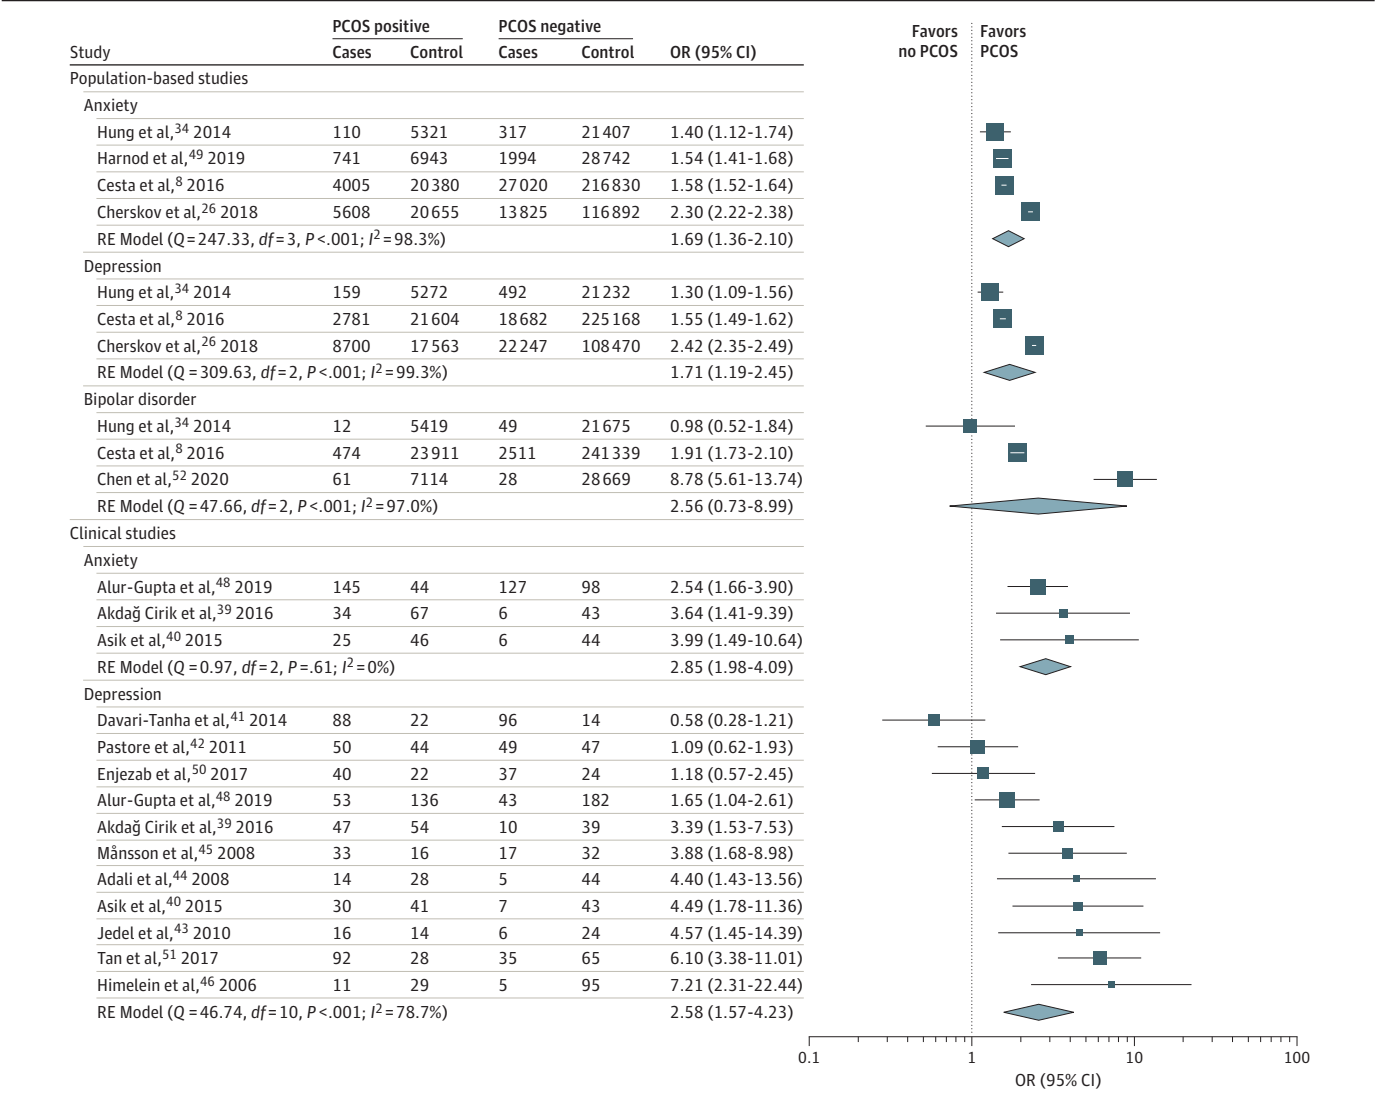 PCOS positive PCOS negative Favors no PCOS Favors PCOS
Study Cases Control Cases Control OR (95% CI)
Population-based studies
Anxiety
Hung et al,34 2014 110 5321 317 21407 1.40 (1.12-1.74)
Harnod et al,49 2019 741 6943 1994 28742 1.54 (1.41-1.68)
Cesta et al,8 2016 4005 20380 27020 216830 1.58 (1.52-1.64)
Cherskov et al,26 2018 5608 20655 13825 116892 2.30 (2.22-2.38)
RE Model (Q=247.33, df=3, P<.001; I2=98.3%) 1.69 (1.36-2.10)
Depression
Hung et al,34 2014 159 5272 492 21232 1.30 (1.09-1.56)
Cesta et al,8 2016 2781 21604 18682 225168 1.55 (1.49-1.62)
Cherskov et al,26 2018 8700 17563 22247 108470 2.42 (2.35-2.49)
RE Model (Q=309.63, df=2, P<.001; I2=99.3%) 1.71 (1.19-2.45)
Bipolar disorder
Hung et al,34 2014 12 5419 49 21675 0.98 (0.52-1.84)
Cesta et al,8 2016 474 23911 2511 241339 1.91 (1.73-2.10)
Chen et al,52 2020 61 7114 28 28669 8.78 (5.61-13.74)
RE Model (Q=47.66, df=2, P<.001; I2=97.0%) 2.56 (0.73-8.99)
Clinical studies
Anxiety
Alur-Gupta et al,48 2019 145 44 127 98 2.54 (1.66-3.90)
Akdağ Cirik et al,39 2016 34 67 6 43 3.64 (1.41-9.39)
Asik et al,40 2015 25 46 6 44 3.99 (1.49-10.64)
RE Model (Q=0.97, df=2, P=.61; I2=0%) 2.85 (1.98-4.09)
Depression
Davari-Tanha et al,41 2014 88 22 96 14 0.58 (0.28-1.21)
Pastore et al,42 2011 50 44 49 47 1.09 (0.62-1.93)
Enjezab et al,50 2017 40 22 37 24 1.18 (0.57-2.45)
Alur-Gupta et al,48 2019 53 136 43 182 1.65 (1.04-2.61)
Akdağ Cirik et al,39 2016 47 54 10 39 3.39 (1.53-7.53)
Månsson et al,45 2008 33 16 17 32 3.88 (1.68-8.98)
Adali et al,44 2008 14 28 5 44 4.40 (1.43-13.56)
Asik et al,40 2015 30 41 7 43 4.49 (1.78-11.36)
Jedel et al,43 2010 16 14 6 24 4.57 (1.45-14.39)
Tan et al,51 2017 92 28 35 65 6.10 (3.38-11.01)
Himelein et al,46 2006 11 29 5 95 7.21 (2.31-22.44)
RE Model (Q=46.74, df=10, P<.001; I2=78.7%) 2.58 (1.57-4.23)
0.1 1 10 100
OR (95% CI)